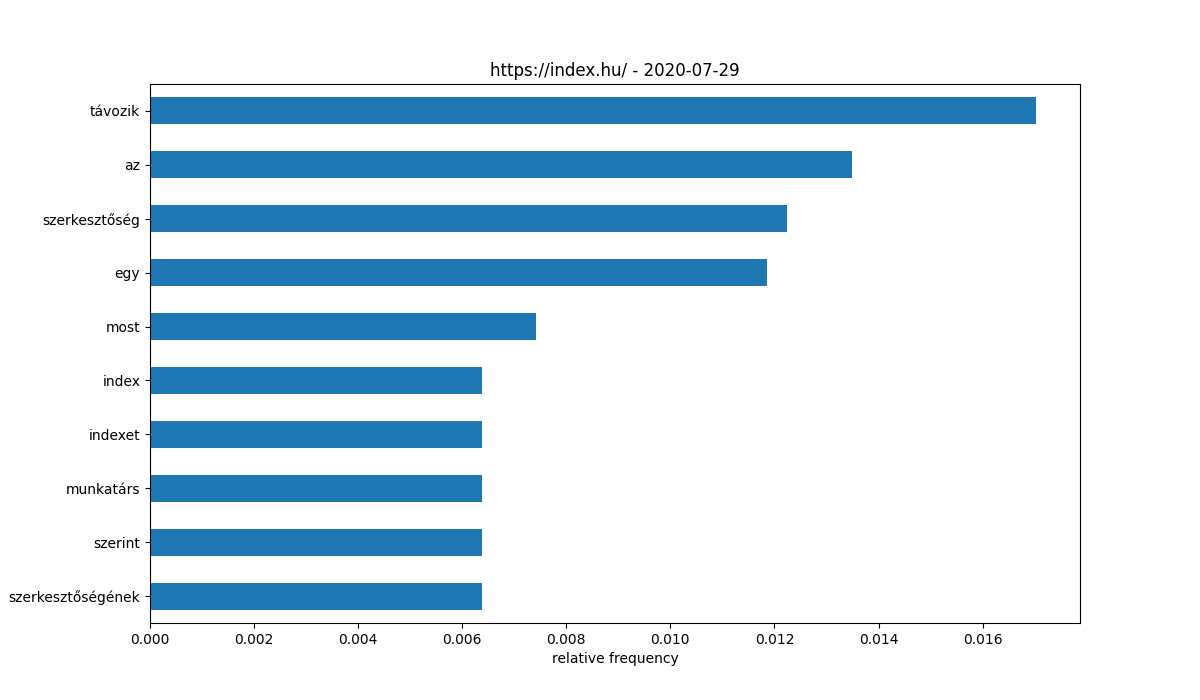 https://index.hu/ - 2020-07-29
távozik
az
szerkesztőség
egy
most
index
indexet
munkatárs
szerint
szerkesztőségének
0.000 0.002 0.004 0.006 0.008 0.010 0.012 0.014 0.016
relative frequency